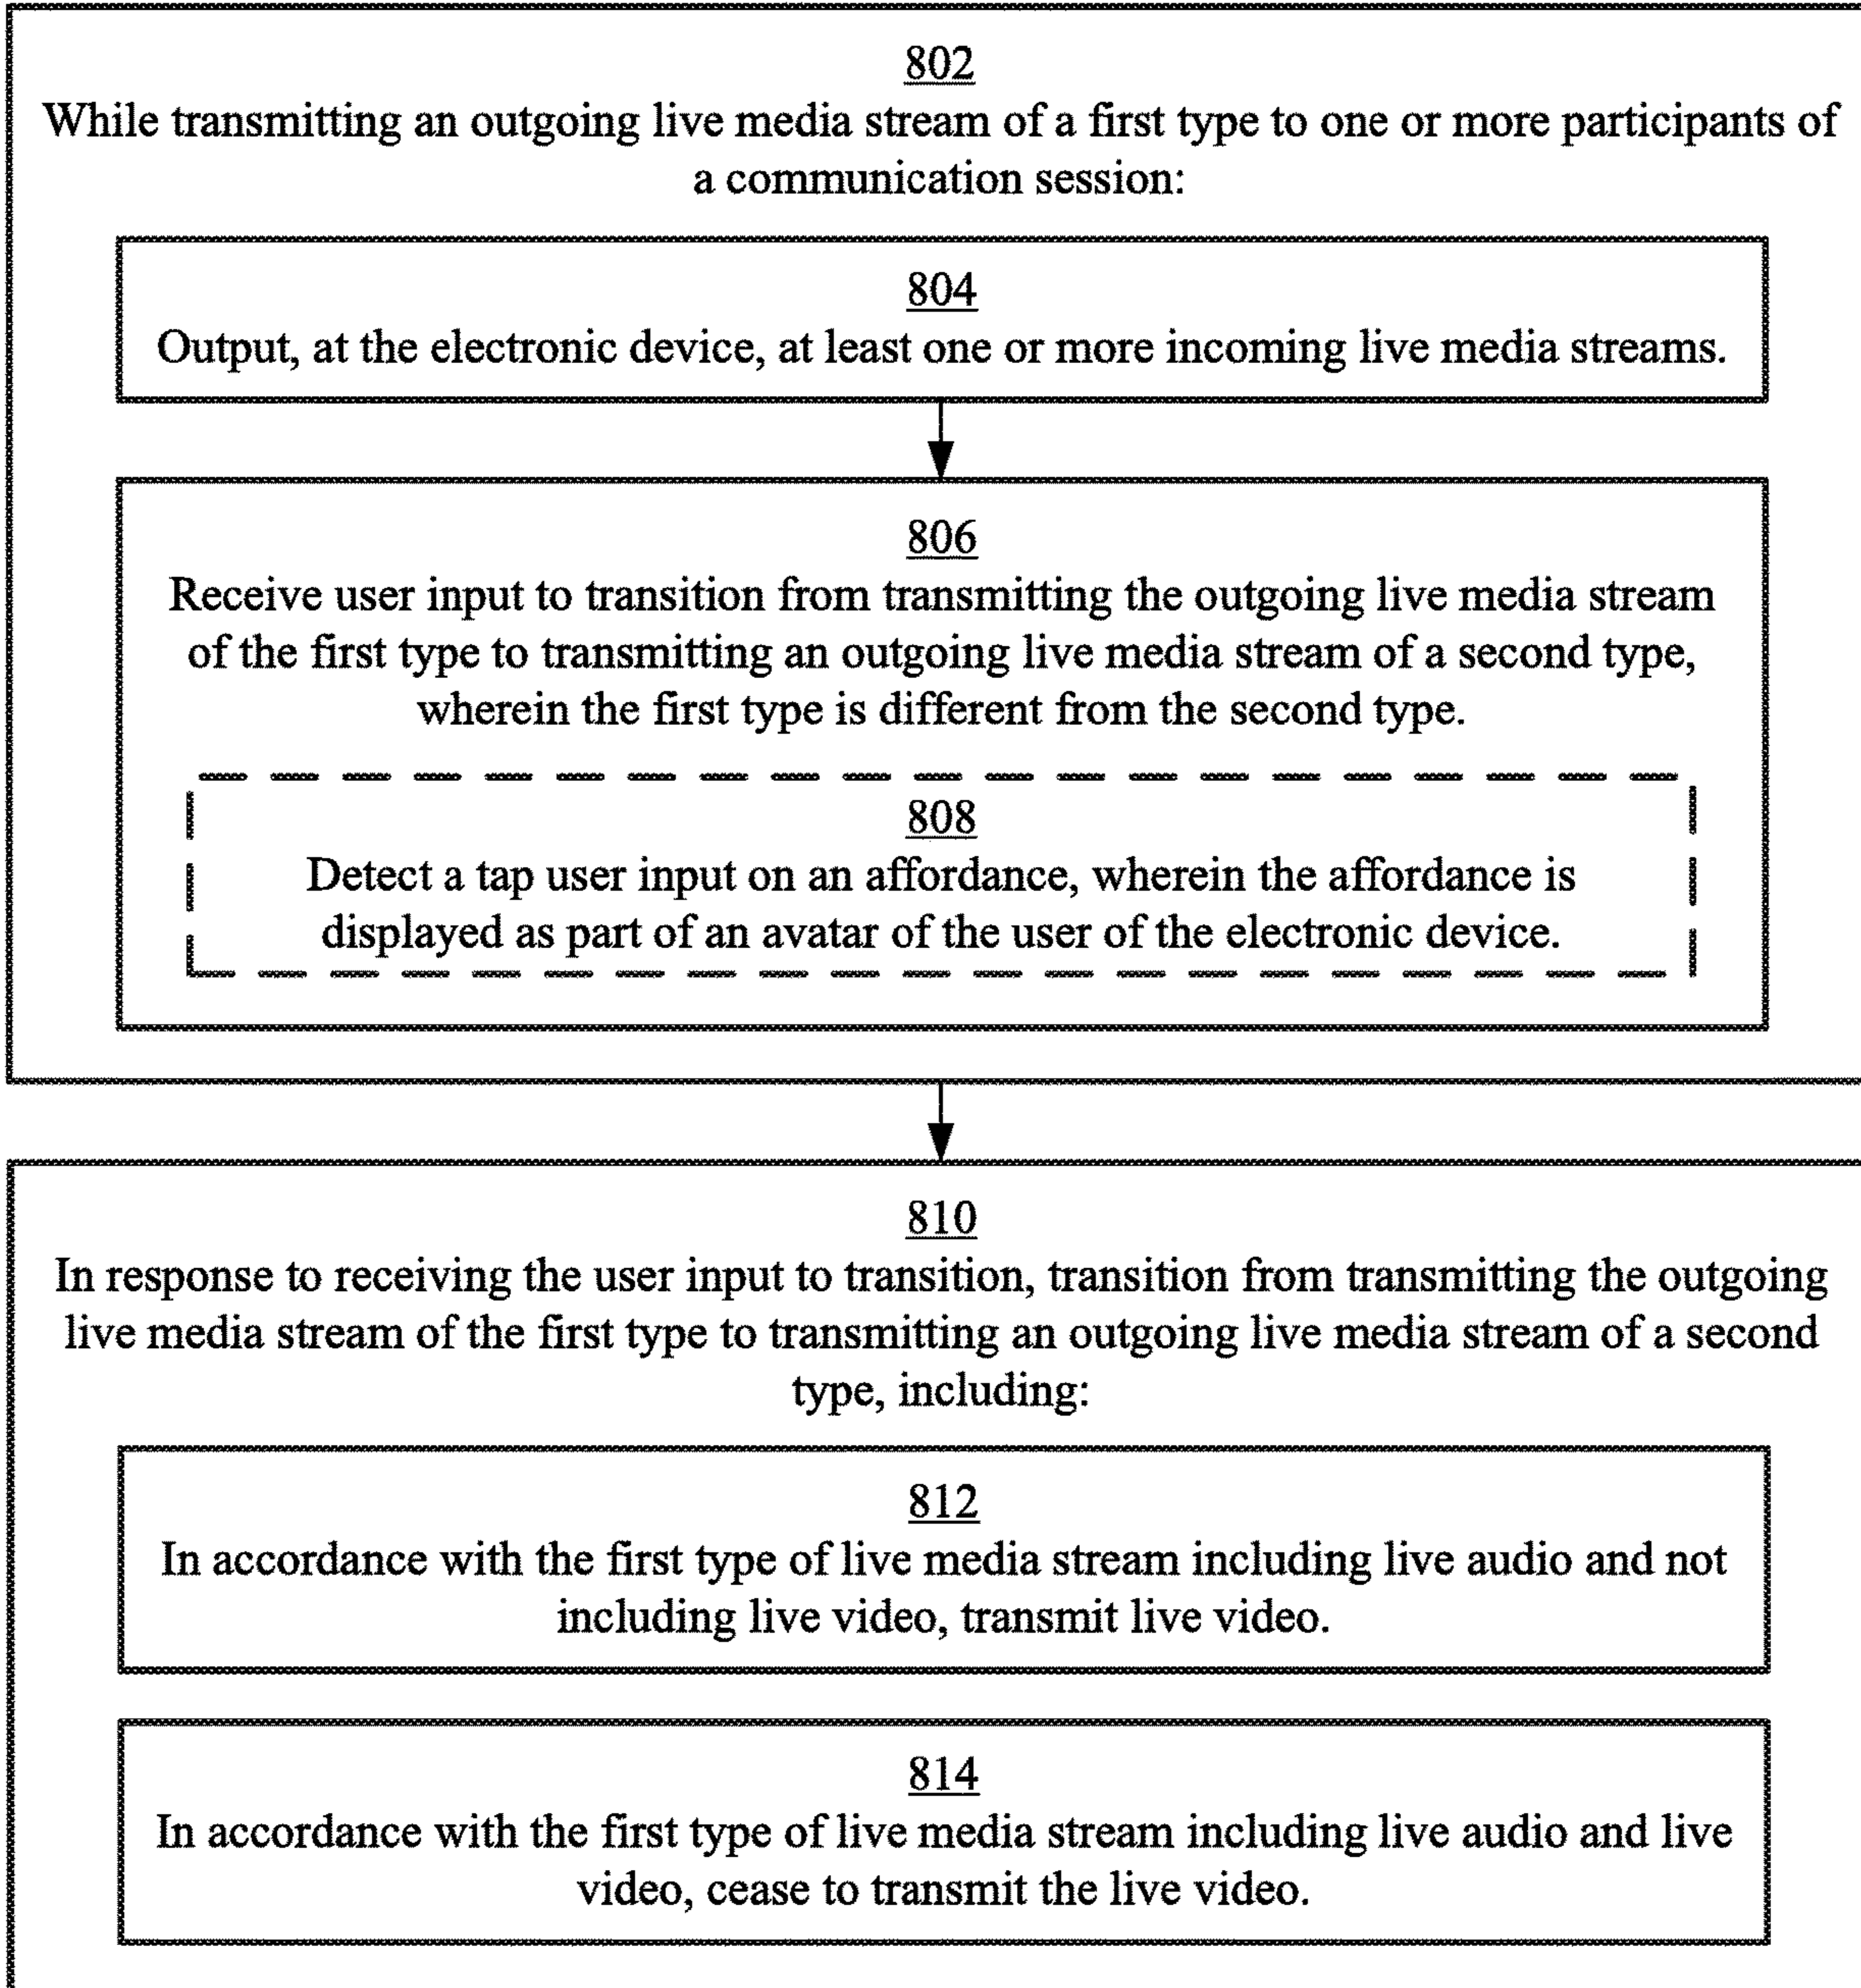 802
While transmitting an outgoing live media stream of a first type to one or more participants of
a communication session:
804
Output, at the electronic device, at least one or more incoming live media streams.
806
Receive user input to transition from transmitting the outgoing live media stream
of the first type to transmitting an outgoing live media stream of a second type,
wherein the first type is different from the second type.
808
Detect a tap user input on an affordance, wherein the affordance is
displayed as part of an avatar of the user of the electronic device.
810
In response to receiving the user input to transition, transition from transmitting the outgoing
live media stream of the first type to transmitting an outgoing live media stream of a second
type, including:
812
In accordance with the first type of live media stream including live audio and not
including live video, transmit live video.
814
In accordance with the first type of live media stream including live audio and live
video, cease to transmit the live video.